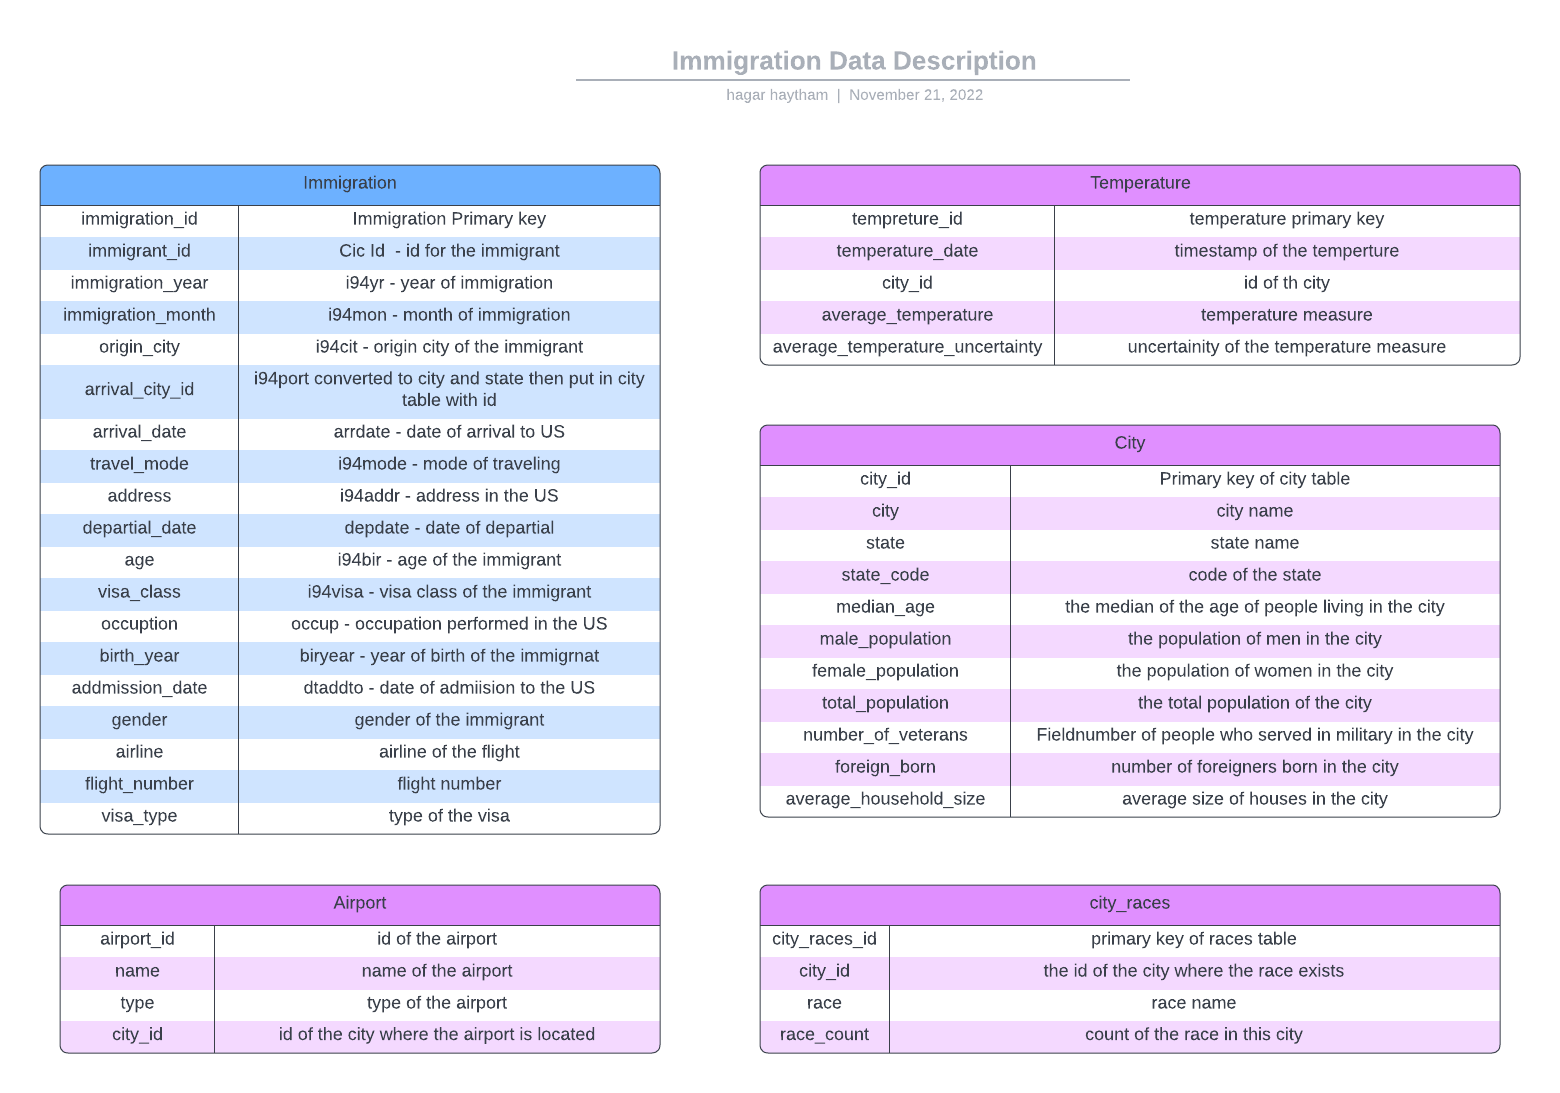 Immigration Data Description
hagar haytham | November 21, 2022
Immigration
immigration_id Immigration Primary key
immigrant_id Cic Id - id for the immigrant
immigration_year i94yr - year of immigration
immigration_month i94mon - month of immigration
origin_city i94cit - origin city of the immigrant
arrival_city_id i94port converted to city and state then put in city
table with id
arrival_date arrdate - date of arrival to US
travel_mode i94mode - mode of traveling
address i94addr - address in the US
departial_date depdate - date of departial
age i94bir - age of the immigrant
visa_class i94visa - visa class of the immigrant
occuption occup - occupation performed in the US
birth_year biryear - year of birth of the immigrnat
addmission_date dtaddto - date of admiision to the US
gender gender of the immigrant
airline airline of the flight
flight_number flight number
visa_type type of the visa
Temperature
tempreture_id temperature primary key
temperature_date timestamp of the temperture
city_id id of th city
average_temperature temperature measure
average_temperature_uncertainty uncertainity of the temperature measure
City
city_id Primary key of city table
city city name
state state name
state_code code of the state
median_age the median of the age of people living in the city
male_population the population of men in the city
female_population the population of women in the city
total_population the total population of the city
number_of_veterans Fieldnumber of people who served in military in the city
foreign_born number of foreigners born in the city
average_household_size average size of houses in the city
Airport
airport_id id of the airport
name name of the airport
type type of the airport
city_id id of the city where the airport is located
city_races
city_races_id primary key of races table
city_id the id of the city where the race exists
race race name
race_count count of the race in this city